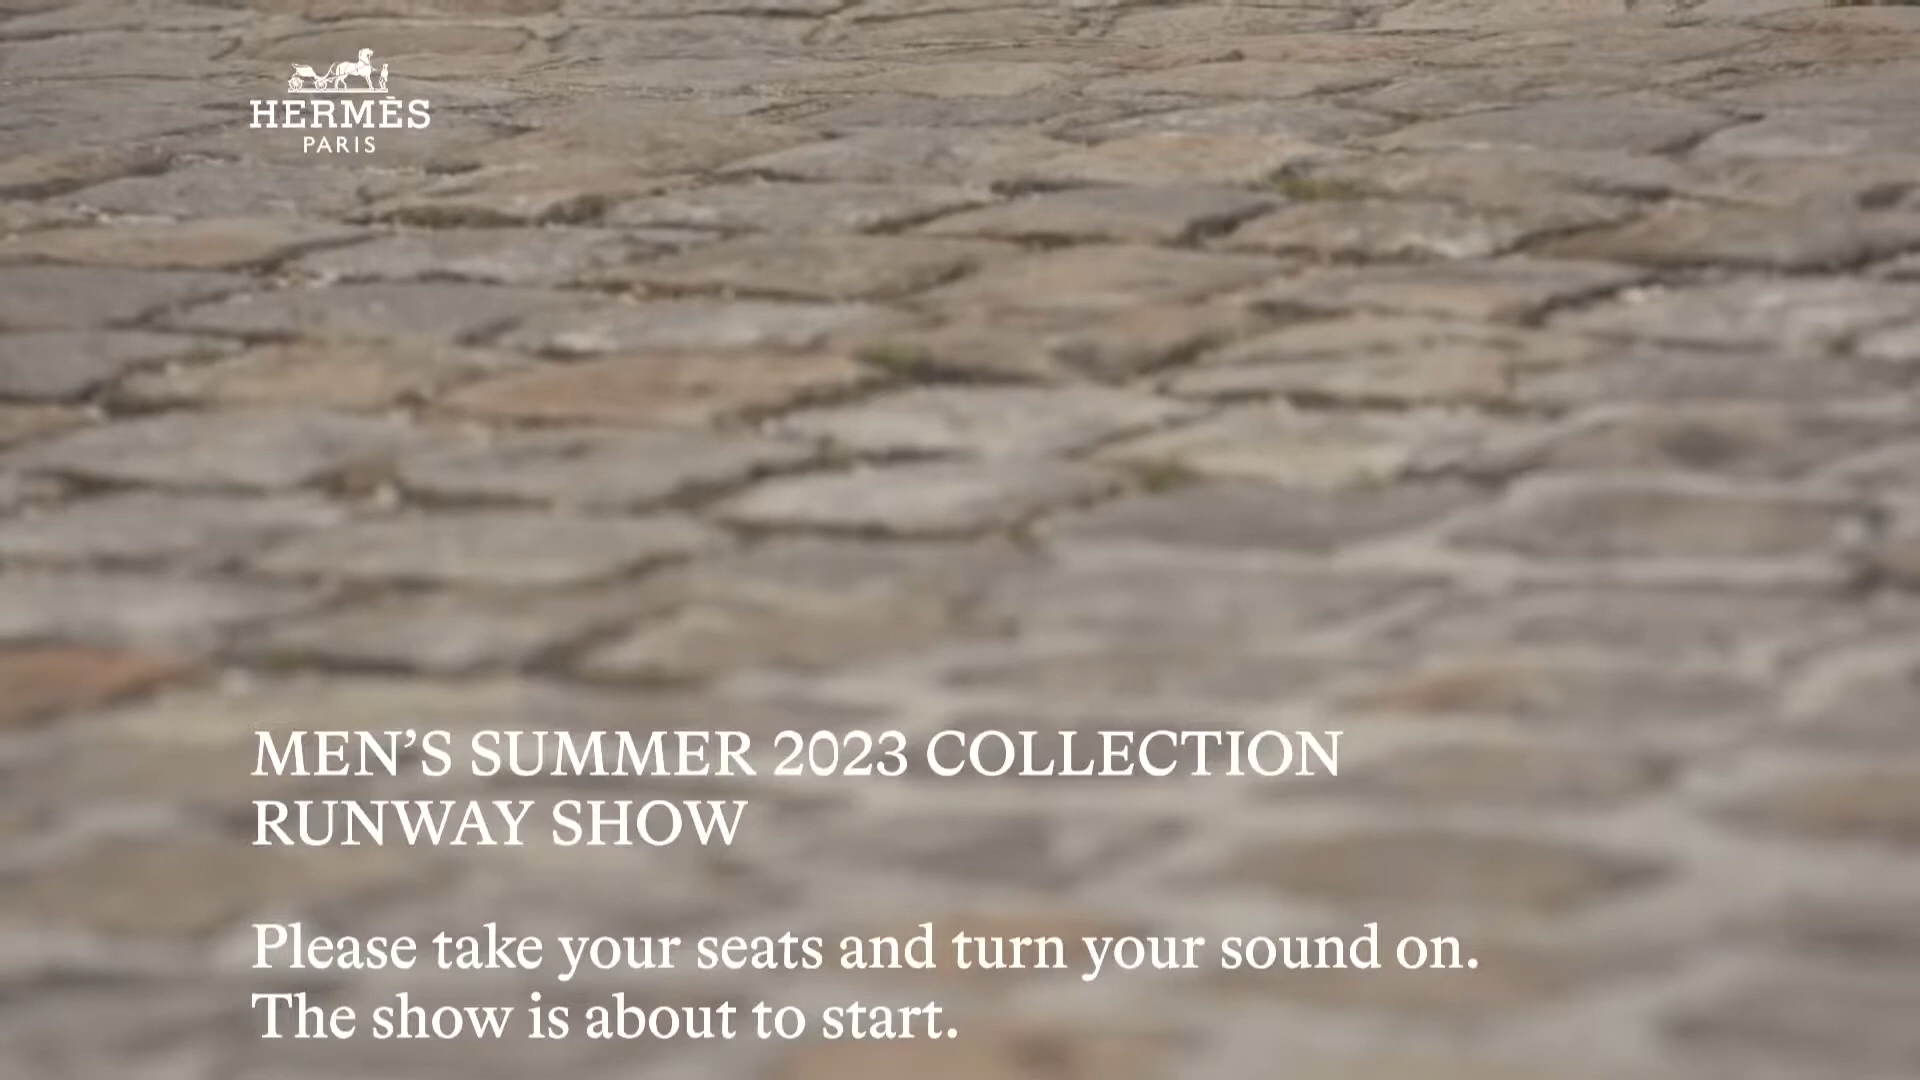 HERMÈS
PARIS
MEN’S SUMMER 2023 COLLECTION
RUNWAY SHOW
Please take your seats and turn your sound on.
The show is about to start.